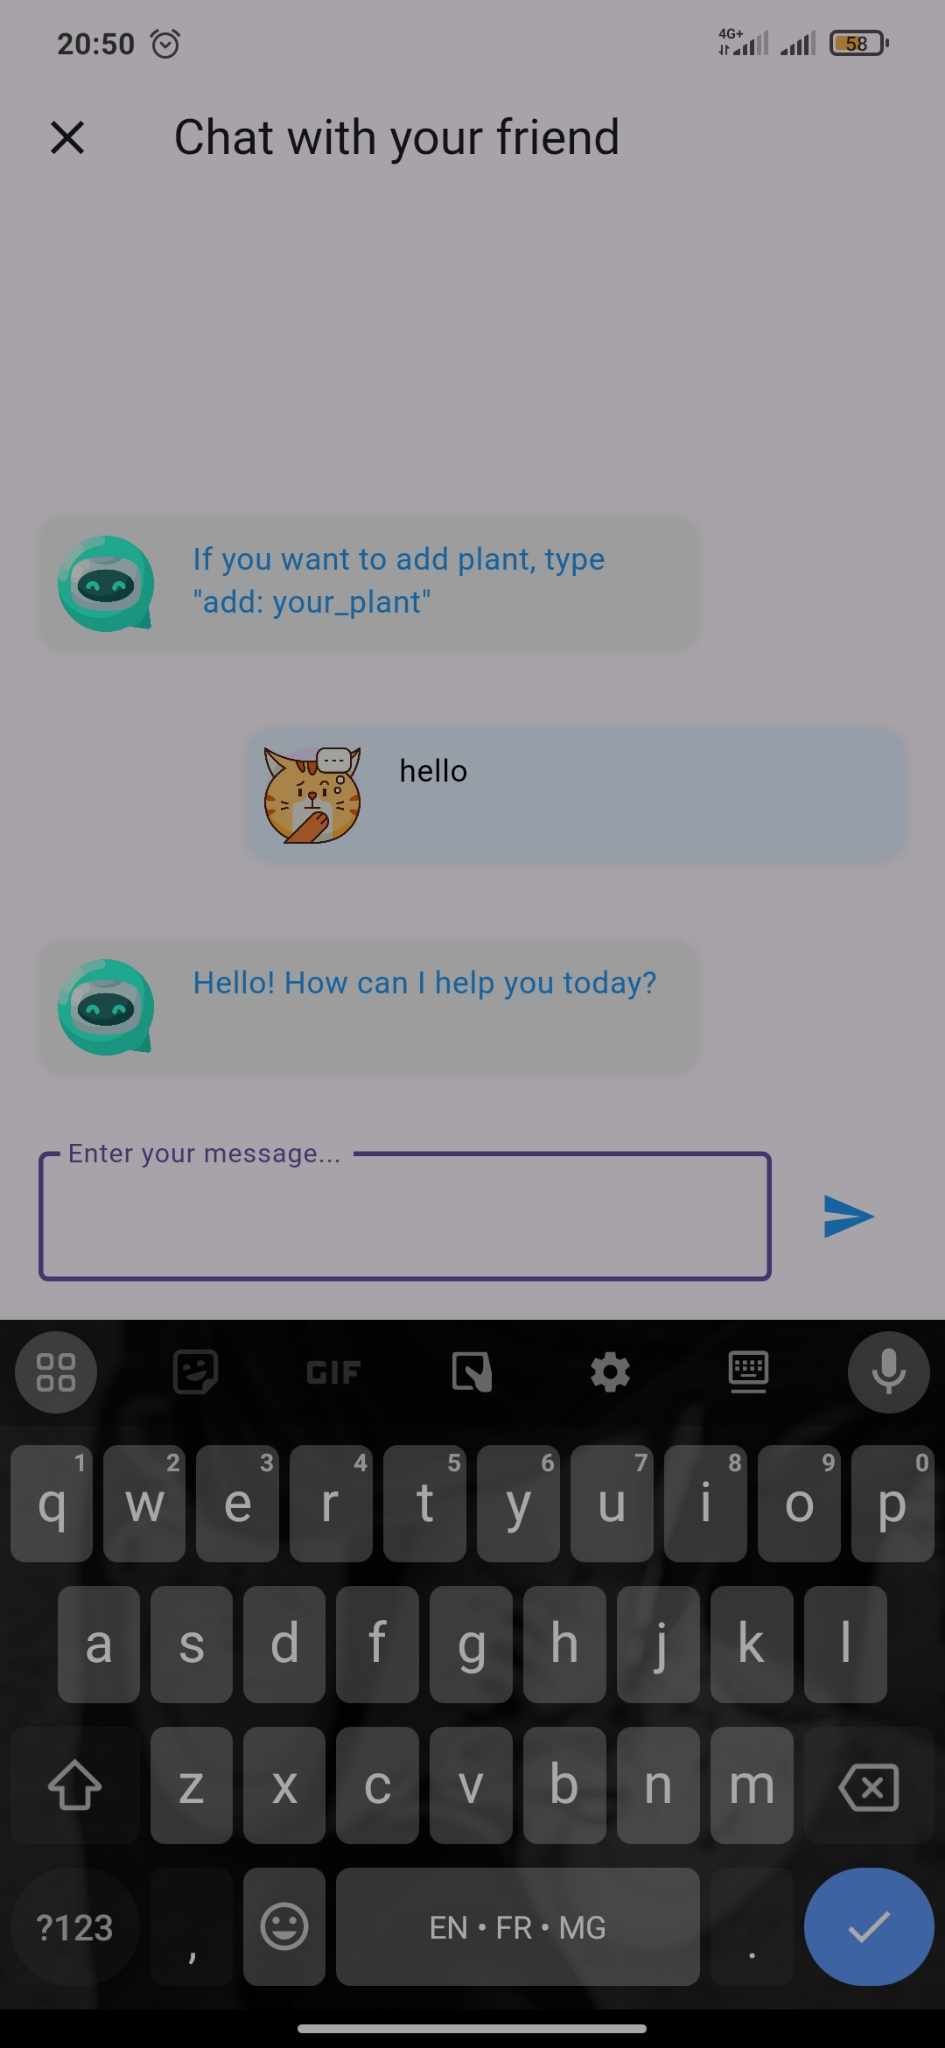 20:50
4G+
58
Chat with your friend
If you want to add plant, type
"add: your_plant"
hello
Hello! How can I help you today?
Enter your message...
GIF
1 2 3 4 5 6 7 8 9 0
q w e r t y u i o p
a s d f g h j k l
z x c v b n m
?123 , EN • FR • MG .